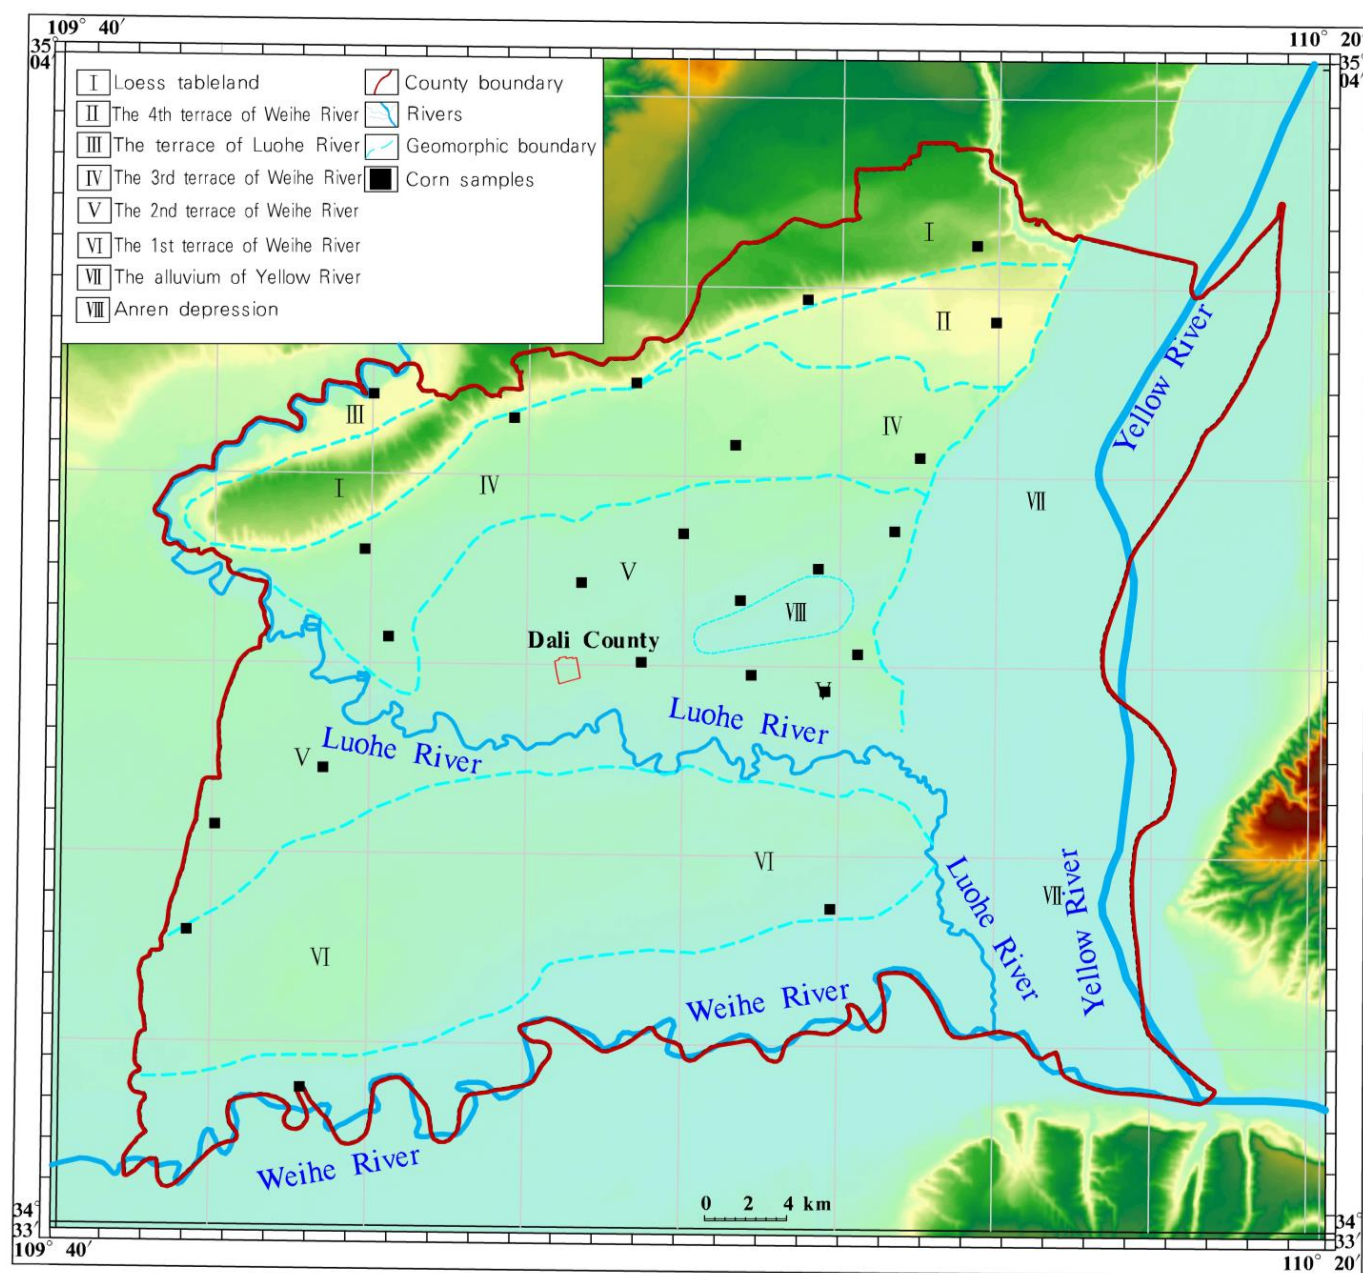 109° 40′
110° 20′
35°
04′
35°
04′
I Loess tableland
II The 4th terrace of Weihe River
III The terrace of Luohe River
IV The 3rd terrace of Weihe River
V The 2nd terrace of Weihe River
VI The 1st terrace of Weihe River
VII The alluvium of Yellow River
VIII Anren depression
County boundary
Rivers
Geomorphic boundary
Corn samples
I
II
Yellow River
III
IV
I
IV
VII
V
VIII
Dali County
V
Luohe River
V
Luohe River
VI
VII
Luohe River
Yellow River
VI
Weihe River
Weihe River
0 2 4 km
34°
33′
34°
33′
109° 40′
110° 20′